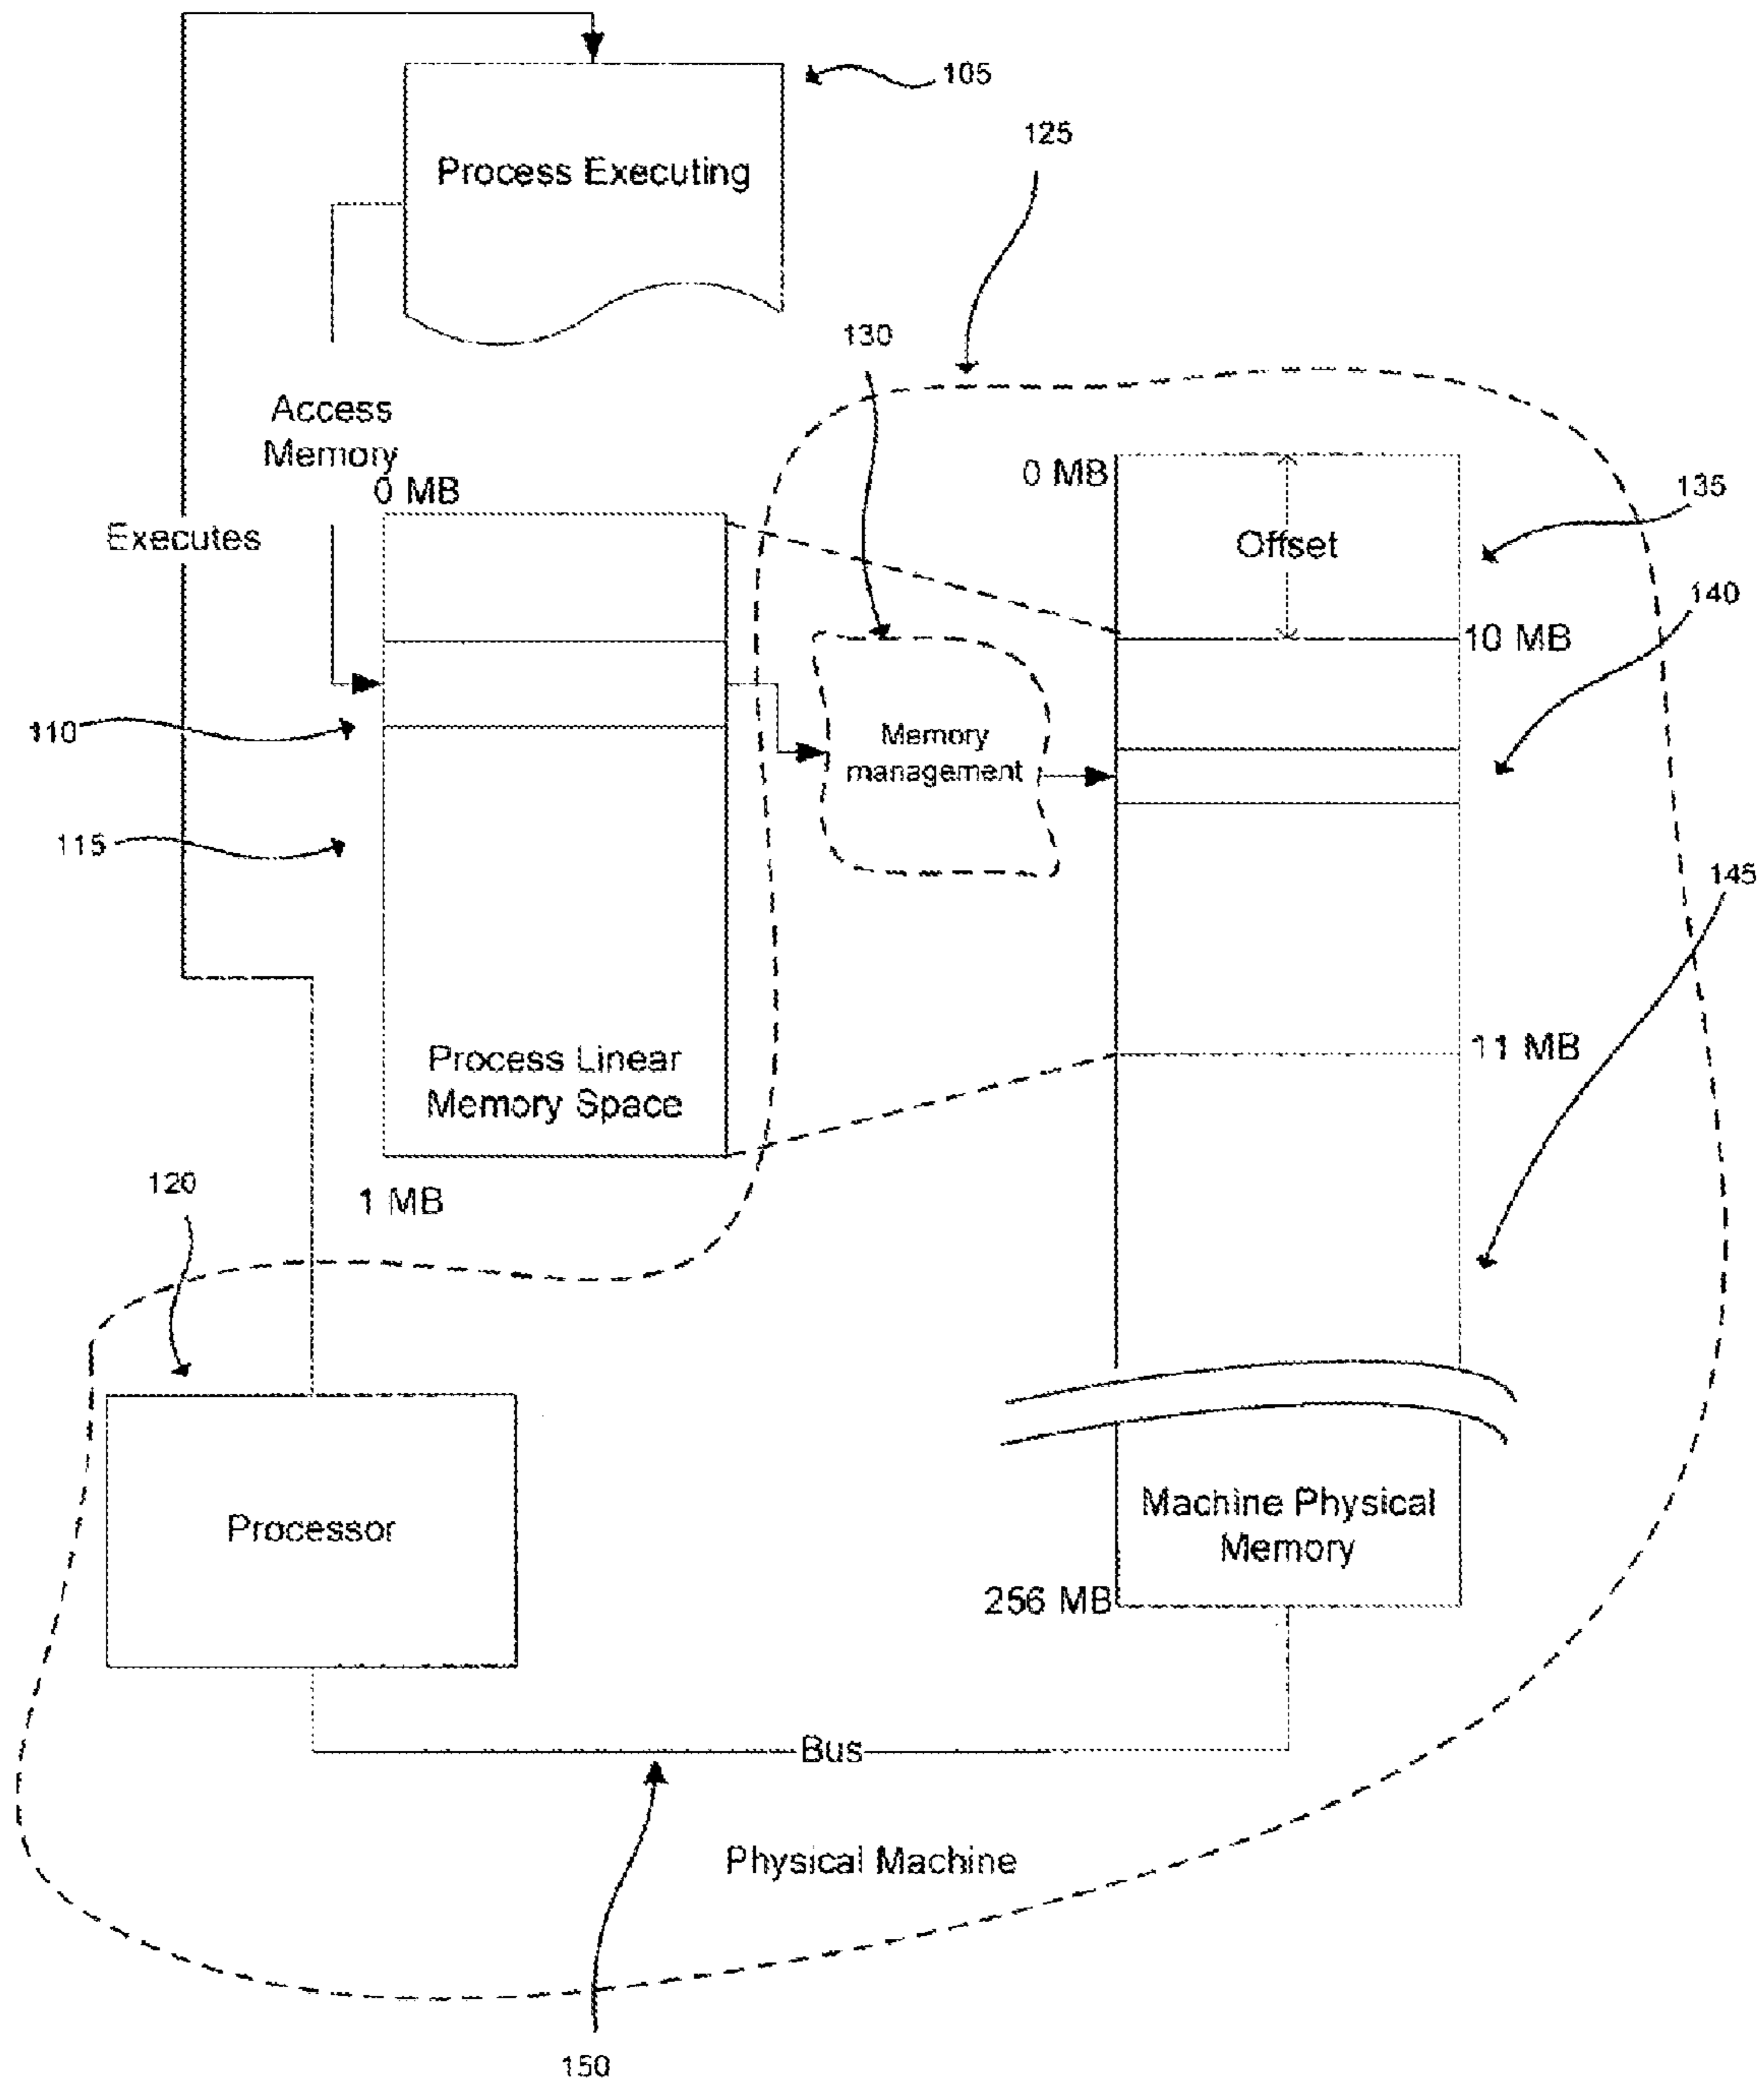 105
125
Process Executing
130
Access
Memory
0 MB
0 MB
135
Executes
Offset
140
10 MB
110
Memory
management
115
145
11 MB
Process Linear
Memory Space
120
1 MB
Machine Physical
Memory
Processor
256 MB
Bus
Physical Machine
150